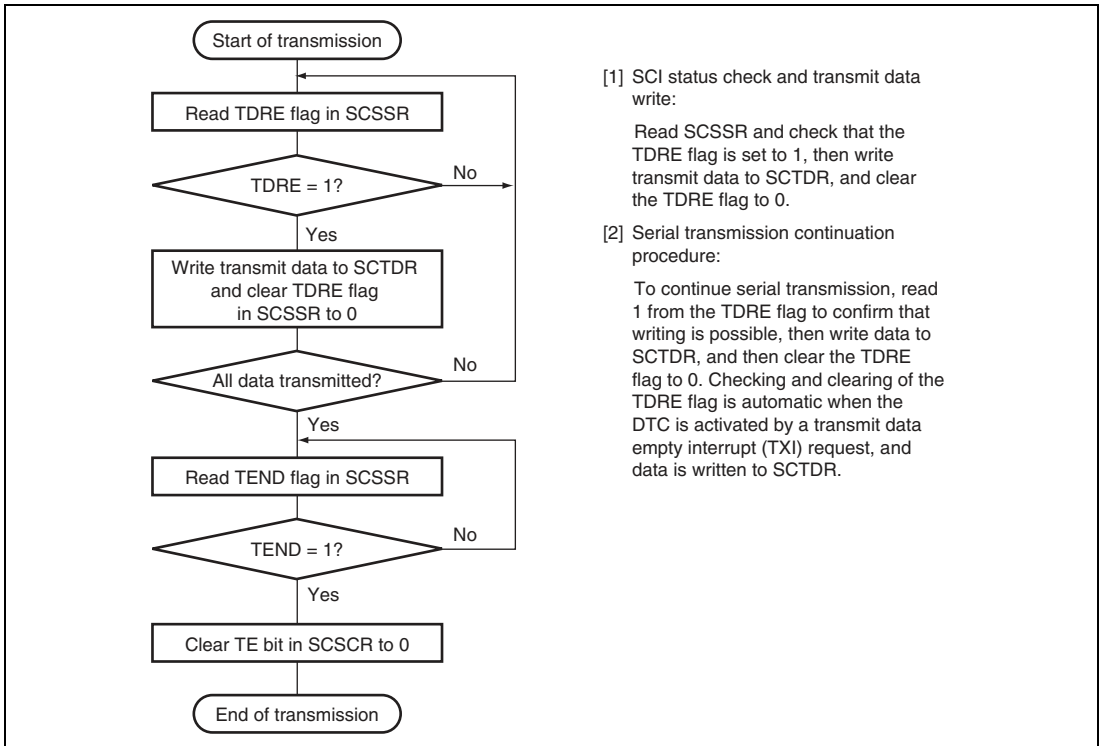 Start of transmission
Read TDRE flag in SCSSR
TDRE = 1?
No
Yes
Write transmit data to SCTDR
and clear TDRE flag
in SCSSR to 0
All data transmitted?
No
Yes
Read TEND flag in SCSSR
TEND = 1?
No
Yes
Clear TE bit in SCSCR to 0
End of transmission
[1] SCI status check and transmit data
write:
Read SCSSR and check that the
TDRE flag is set to 1, then write
transmit data to SCTDR, and clear
the TDRE flag to 0.
[2] Serial transmission continuation
procedure:
To continue serial transmission, read
1 from the TDRE flag to confirm that
writing is possible, then write data to
SCTDR, and then clear the TDRE
flag to 0. Checking and clearing of the
TDRE flag is automatic when the
DTC is activated by a transmit data
empty interrupt (TXI) request, and
data is written to SCTDR.